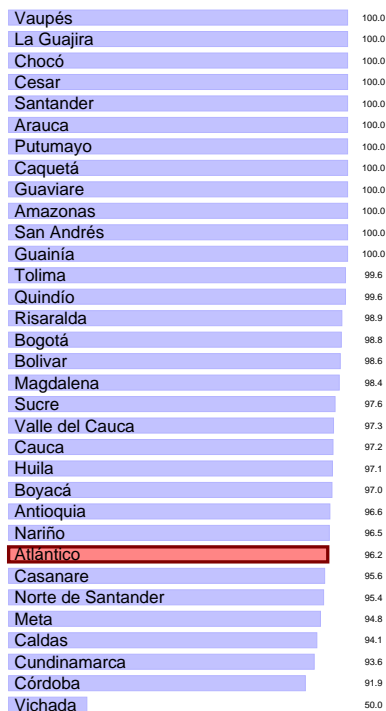 Vaupés 100.0
La Guajira 100.0
Chocó 100.0
Cesar 100.0
Santander 100.0
Arauca 100.0
Putumayo 100.0
Caquetá 100.0
Guaviare 100.0
Amazonas 100.0
San Andrés 100.0
Guainía 100.0
Tolima 99.6
Quindío 99.6
Risaralda 98.9
Bogotá 98.8
Bolivar 98.6
Magdalena 98.4
Sucre 97.6
Valle del Cauca 97.3
Cauca 97.2
Huila 97.1
Boyacá 97.0
Antioquia 96.6
Nariño 96.5
Atlántico 96.2
Casanare 95.6
Norte de Santander 95.4
Meta 94.8
Caldas 94.1
Cundinamarca 93.6
Córdoba 91.9
Vichada 50.0